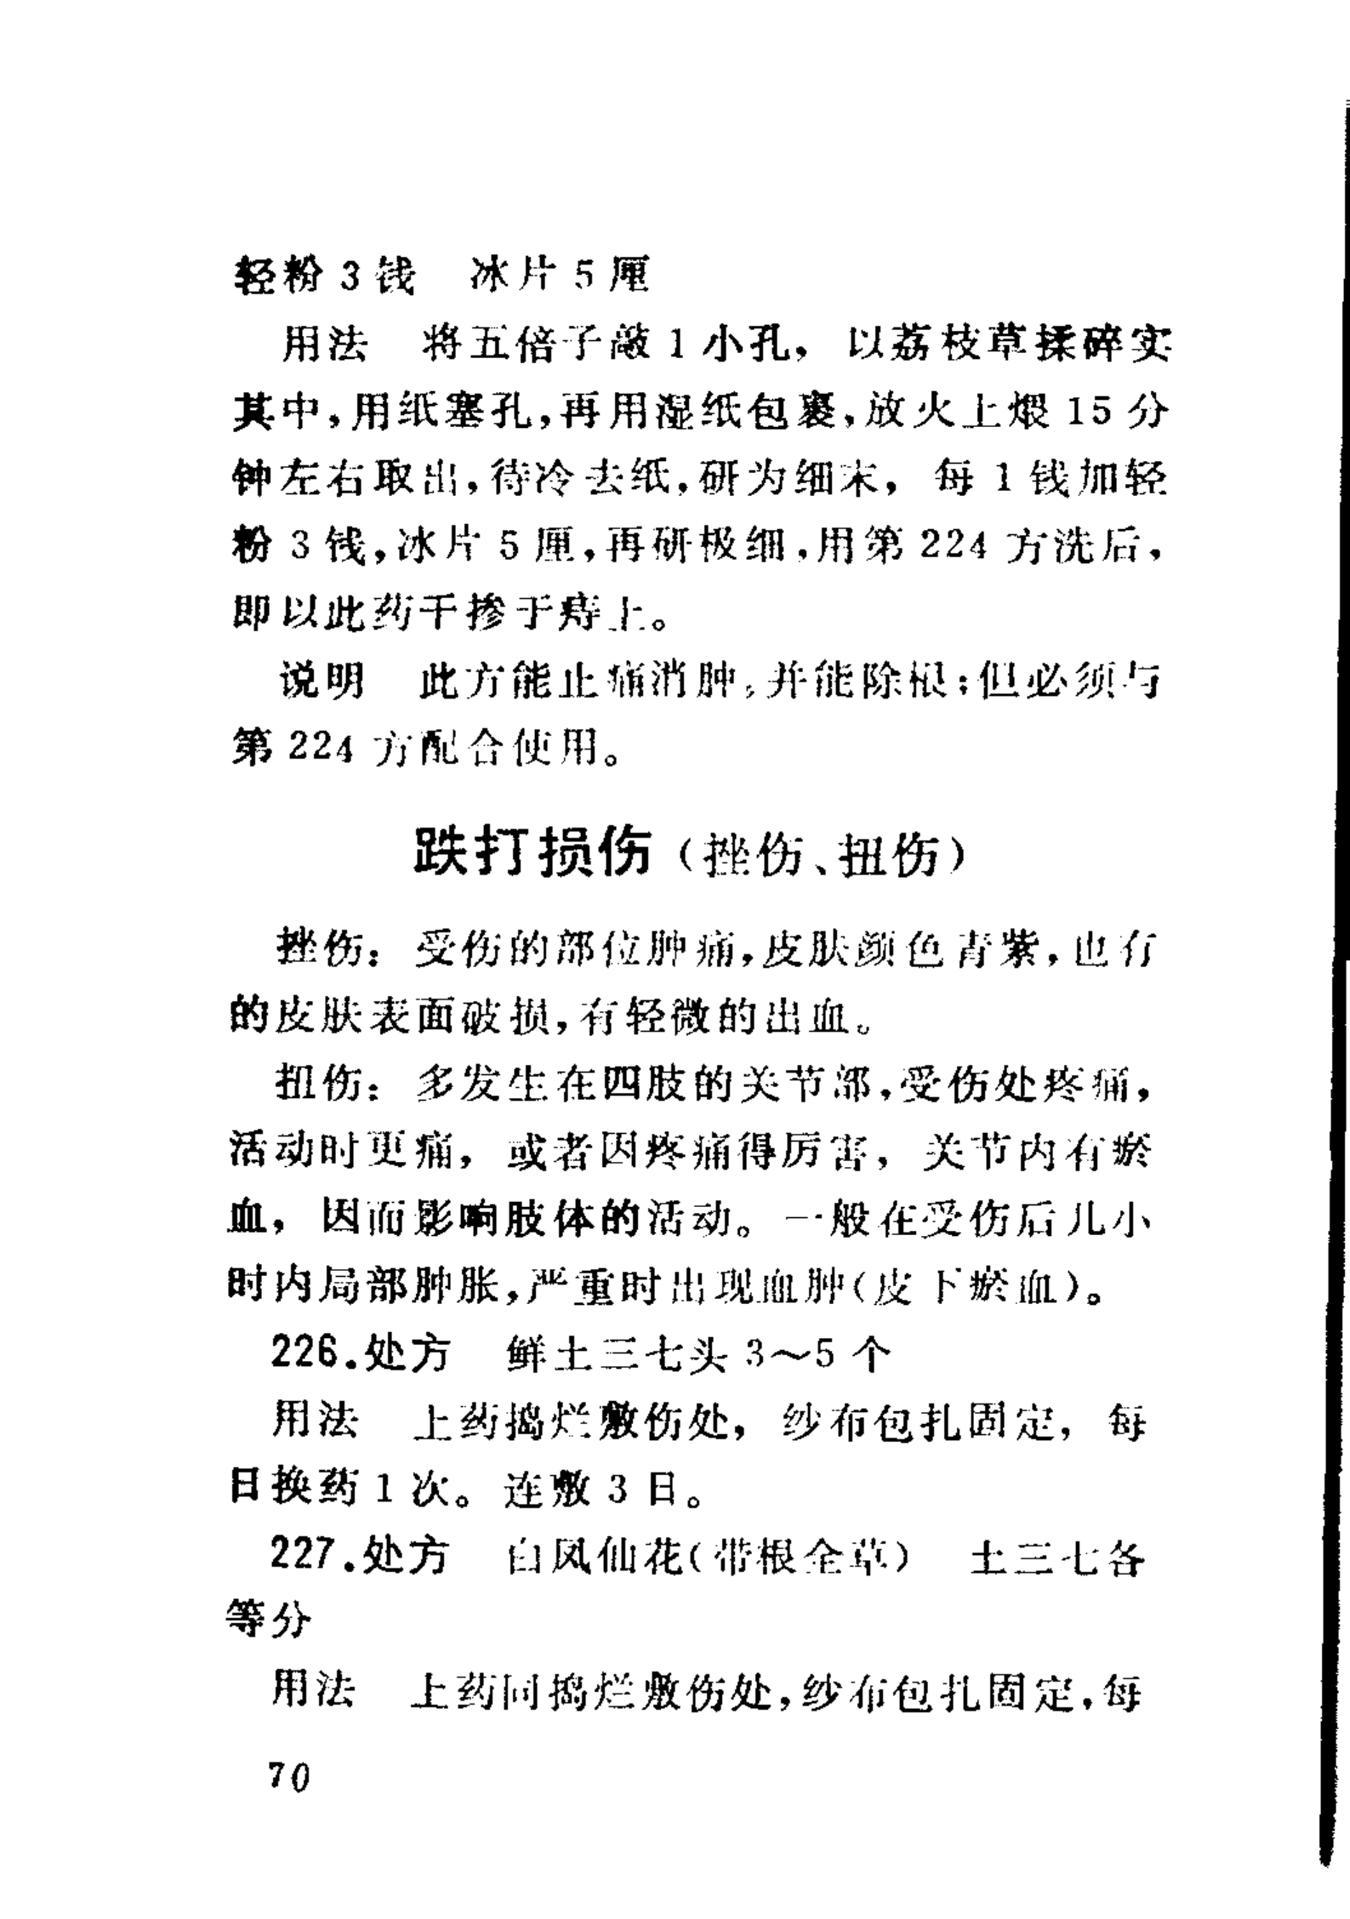 轻粉3钱　冰片5厘
用法　将五倍子敲1小孔，以荔枝草揉碎实
其中，用纸塞孔，再用湿纸包裹，放火上煅15分
钟左右取出，待冷去纸，研为细末，每1钱加轻
粉3钱，冰片5厘，再研极细，用第224方洗后，
即以此药干掺于痔上。
说明　此方能止痛消肿。并能除根；但必须与
第224方配合使用。
跌打损伤（挫伤、扭伤）
挫伤：受伤的部位肿痛，皮肤颜色青紫，也有
的皮肤表面破损，有轻微的出血。
扭伤：多发生在四肢的关节部，受伤处疼痛，
活动时更痛，或者因疼痛得厉害，关节内有瘀
血，因而影响肢体的活动。一般在受伤后几小
时内局部肿胀，严重时出现血肿（皮下瘀血）。
226.处方　鲜土三七头3～5个
用法　上药捣烂敷伤处，纱布包扎固定，每
日换药1次。连敷3日。
227.处方　白凤仙花（带根全草）　土三七各
等分
用法　上药同捣烂敷伤处，纱布包扎固定，每
70